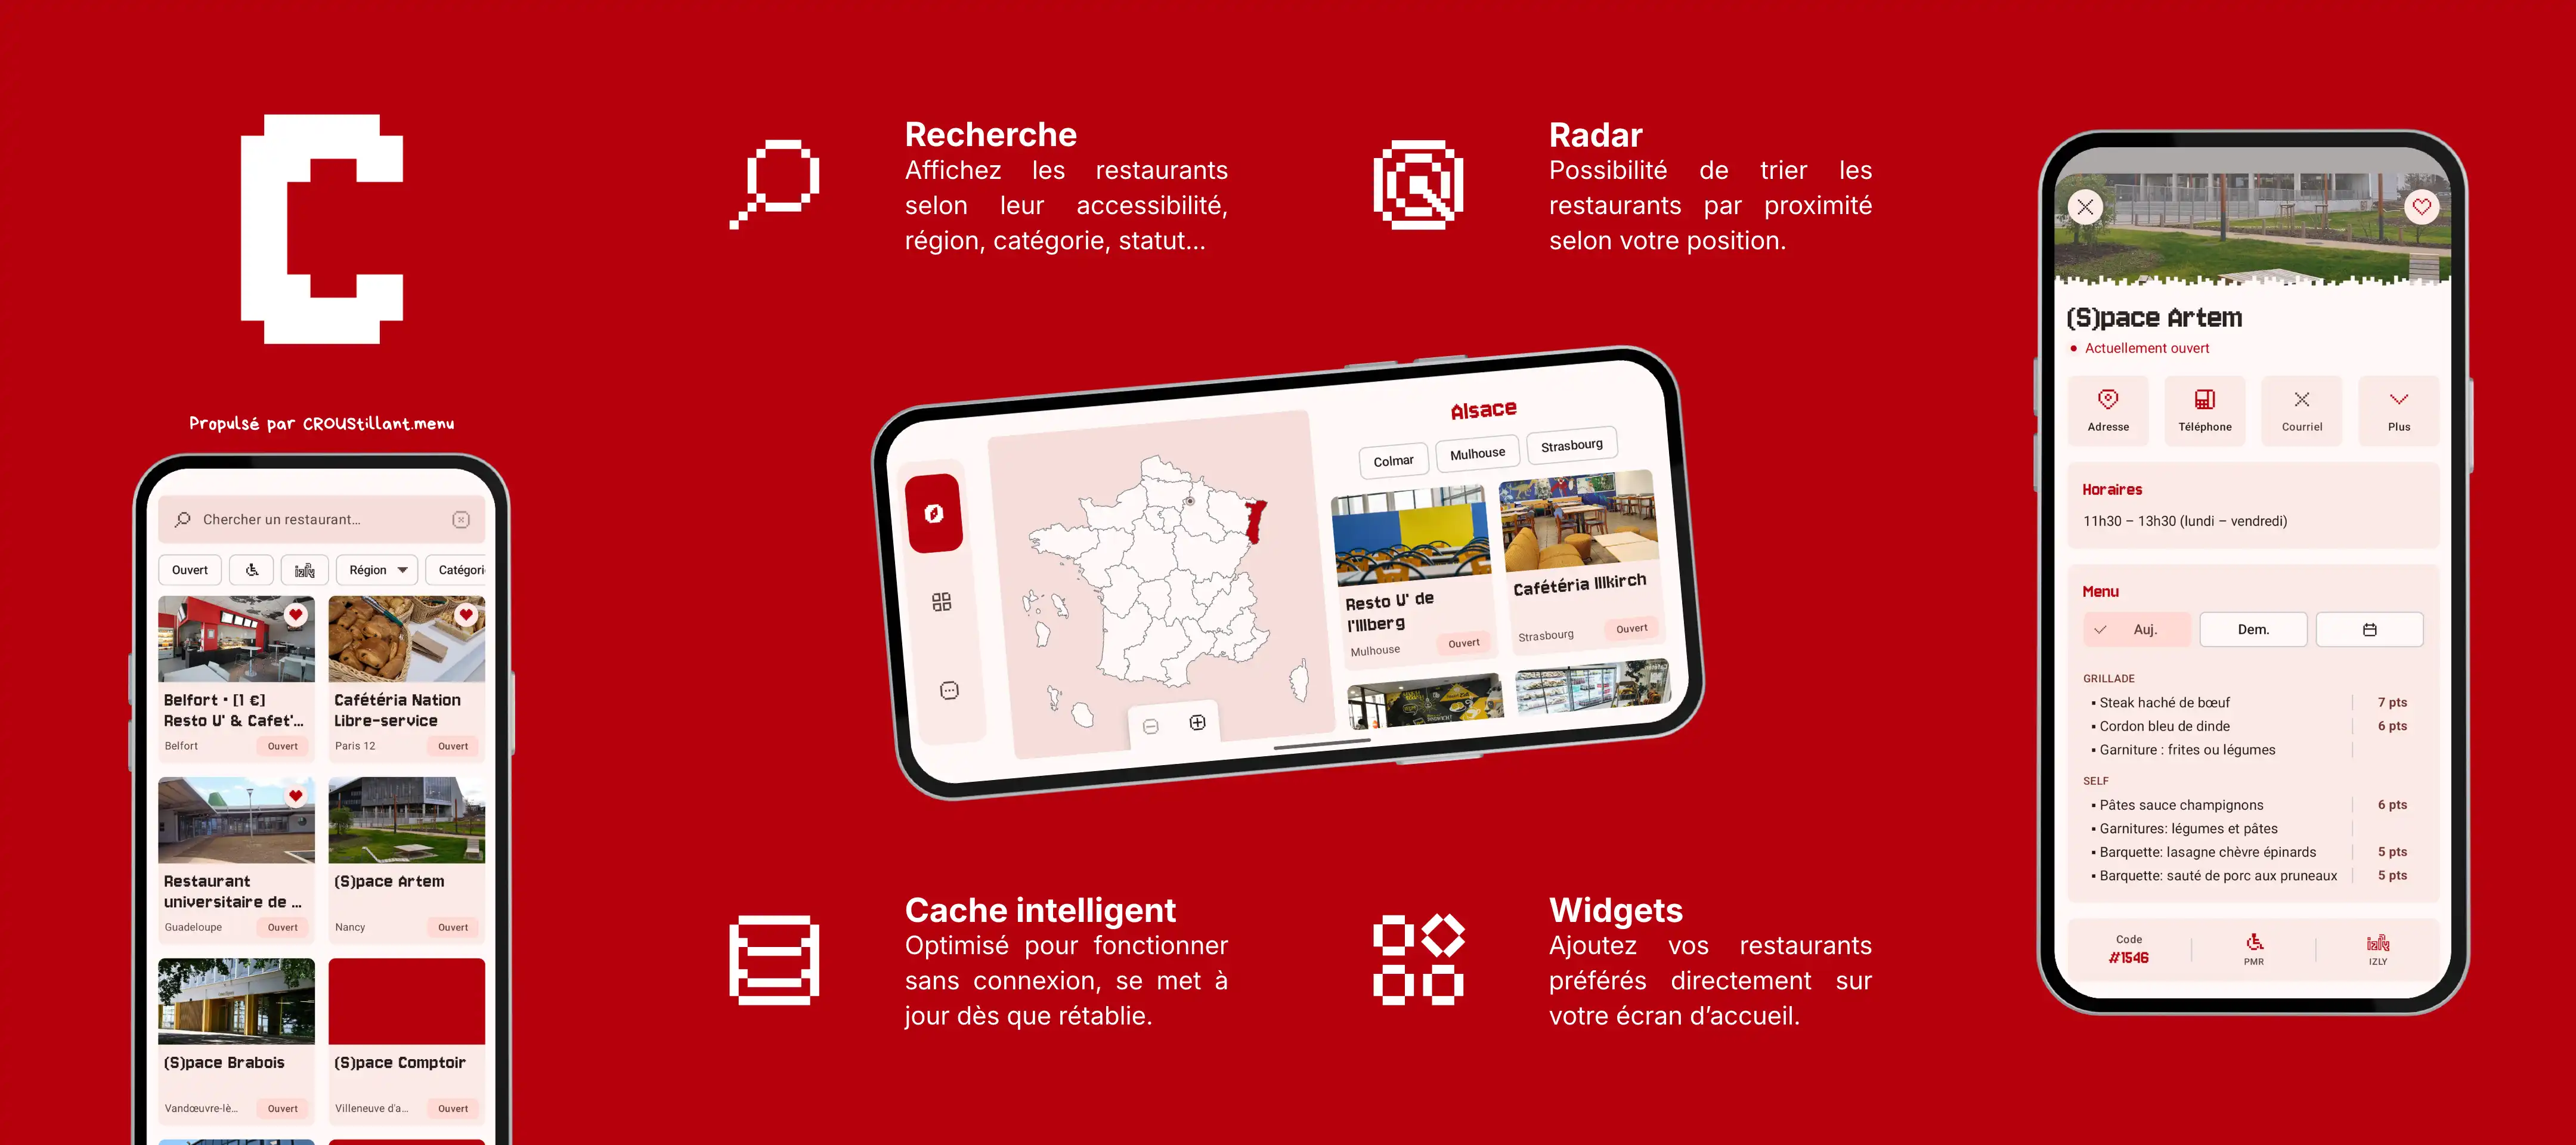 C
Propulsé par CROUStillant.menu
Chercher un restaurant...
Ouvert
izly
Région
Catégori
Belfort · [1 €]
Resto U' & Cafet'...
Belfort
Ouvert
Cafétéria Nation
Libre-service
Paris 12
Ouvert
Restaurant
universitaire de ...
Guadeloupe
Ouvert
(S)pace Artem
Nancy
Ouvert
(S)pace Brabois
Vandœuvre-lè...
Ouvert
(S)pace Comptoir
Villeneuve d'a...
Ouvert
Recherche
Affichez les restaurants
selon leur accessibilité,
région, catégorie, statut...
Radar
Possibilité de trier les
restaurants par proximité
selon votre position.
Alsace
Colmar
Mulhouse
Strasbourg
Resto U' de
l'Illberg
Mulhouse
Ouvert
Cafétéria Illkirch
Strasbourg
Ouvert
Cache intelligent
Optimisé pour fonctionner
sans connexion, se met à
jour dès que rétablie.
Widgets
Ajoutez vos restaurants
préférés directement sur
votre écran d’accueil.
(S)pace Artem
Actuellement ouvert
Adresse
Téléphone
Courriel
Plus
Horaires
11h30 – 13h30 (lundi – vendredi)
Menu
Auj.
Dem.
GRILLADE
▪ Steak haché de bœuf 7 pts
▪ Cordon bleu de dinde 6 pts
▪ Garniture : frites ou légumes
SELF
▪ Pâtes sauce champignons 6 pts
▪ Garnitures: légumes et pâtes
▪ Barquette: lasagne chèvre épinards 5 pts
▪ Barquette: sauté de porc aux pruneaux 5 pts
Code
#1546
PMR
izly
IZLY